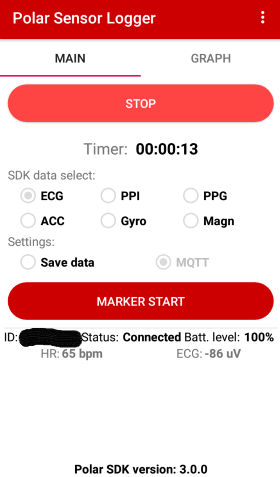 Polar Sensor Logger
MAIN GRAPH
STOP
Timer: 00:00:13
SDK data select:
ECG PPI PPG
ACC Gyro Magn
Settings:
Save data MQTT
MARKER START
ID: Status: Connected Batt. level: 100%
HR: 65 bpm ECG: -86 uV
Polar SDK version: 3.0.0